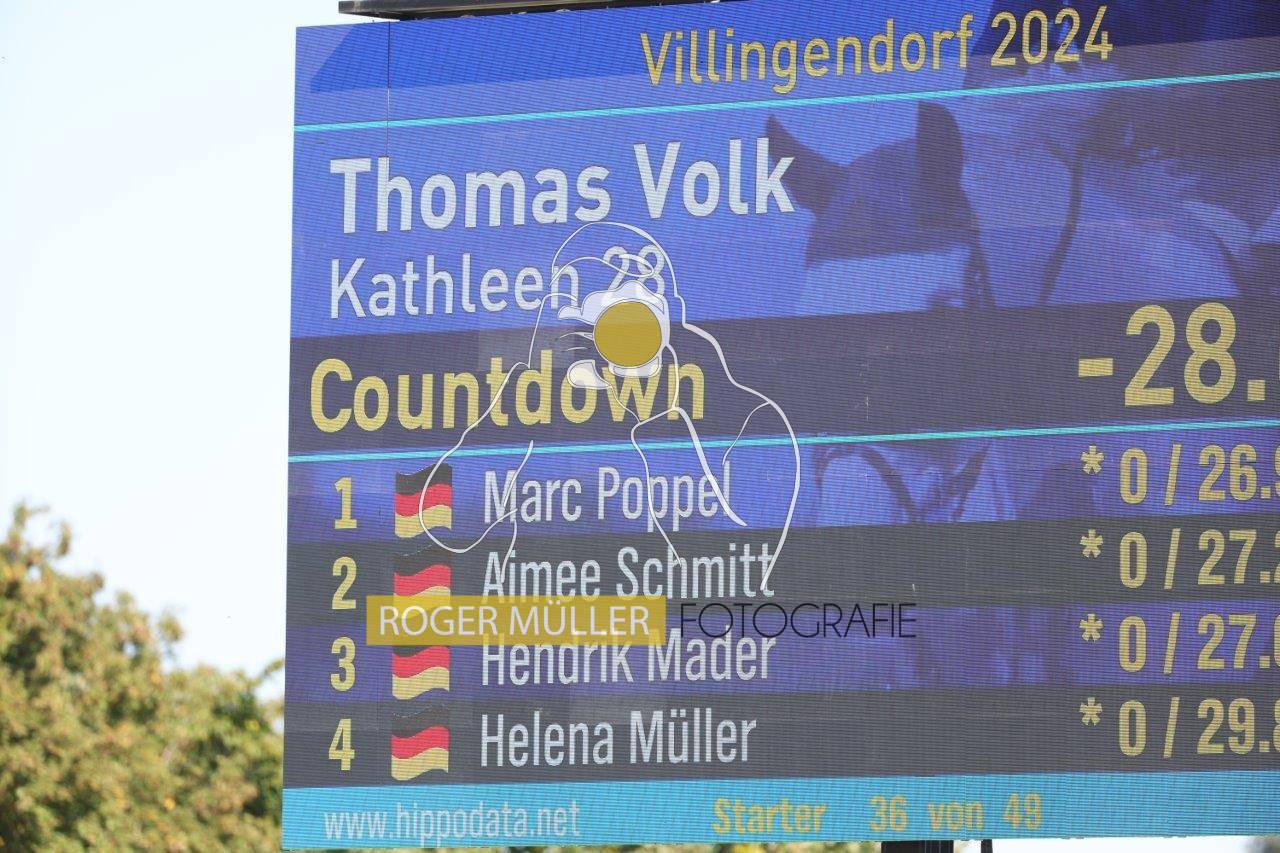 Villingendorf 2024
Thomas Volk
Kathleen 28
Countdown -28.
1 Marc Poppel * 0 / 26.
2 Aimee Schmitt * 0 / 27.
ROGER MÜLLER FOTOGRAFIE
3 Hendrik Mader * 0 / 27.
4 Helena Müller * 0 / 29.
www.hippodata.net Starter 36 von 49